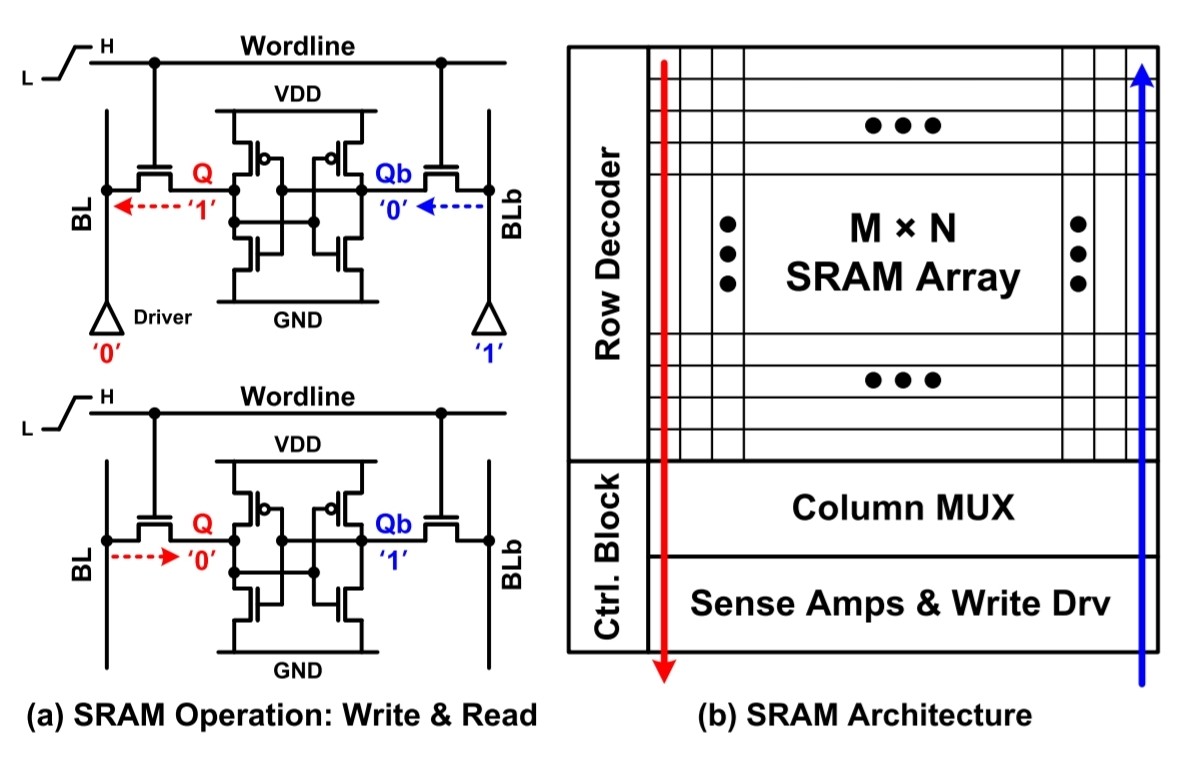 H
Wordline
L
VDD
Q
Qb
BL
'1'
'0'
BLb
Driver
GND
'0'
'1'
H
Wordline
L
VDD
Q
Qb
BL
'0'
'1'
BLb
GND
(a) SRAM Operation: Write & Read
Row Decoder
M × N
SRAM Array
Ctrl. Block
Column MUX
Sense Amps & Write Drv
(b) SRAM Architecture